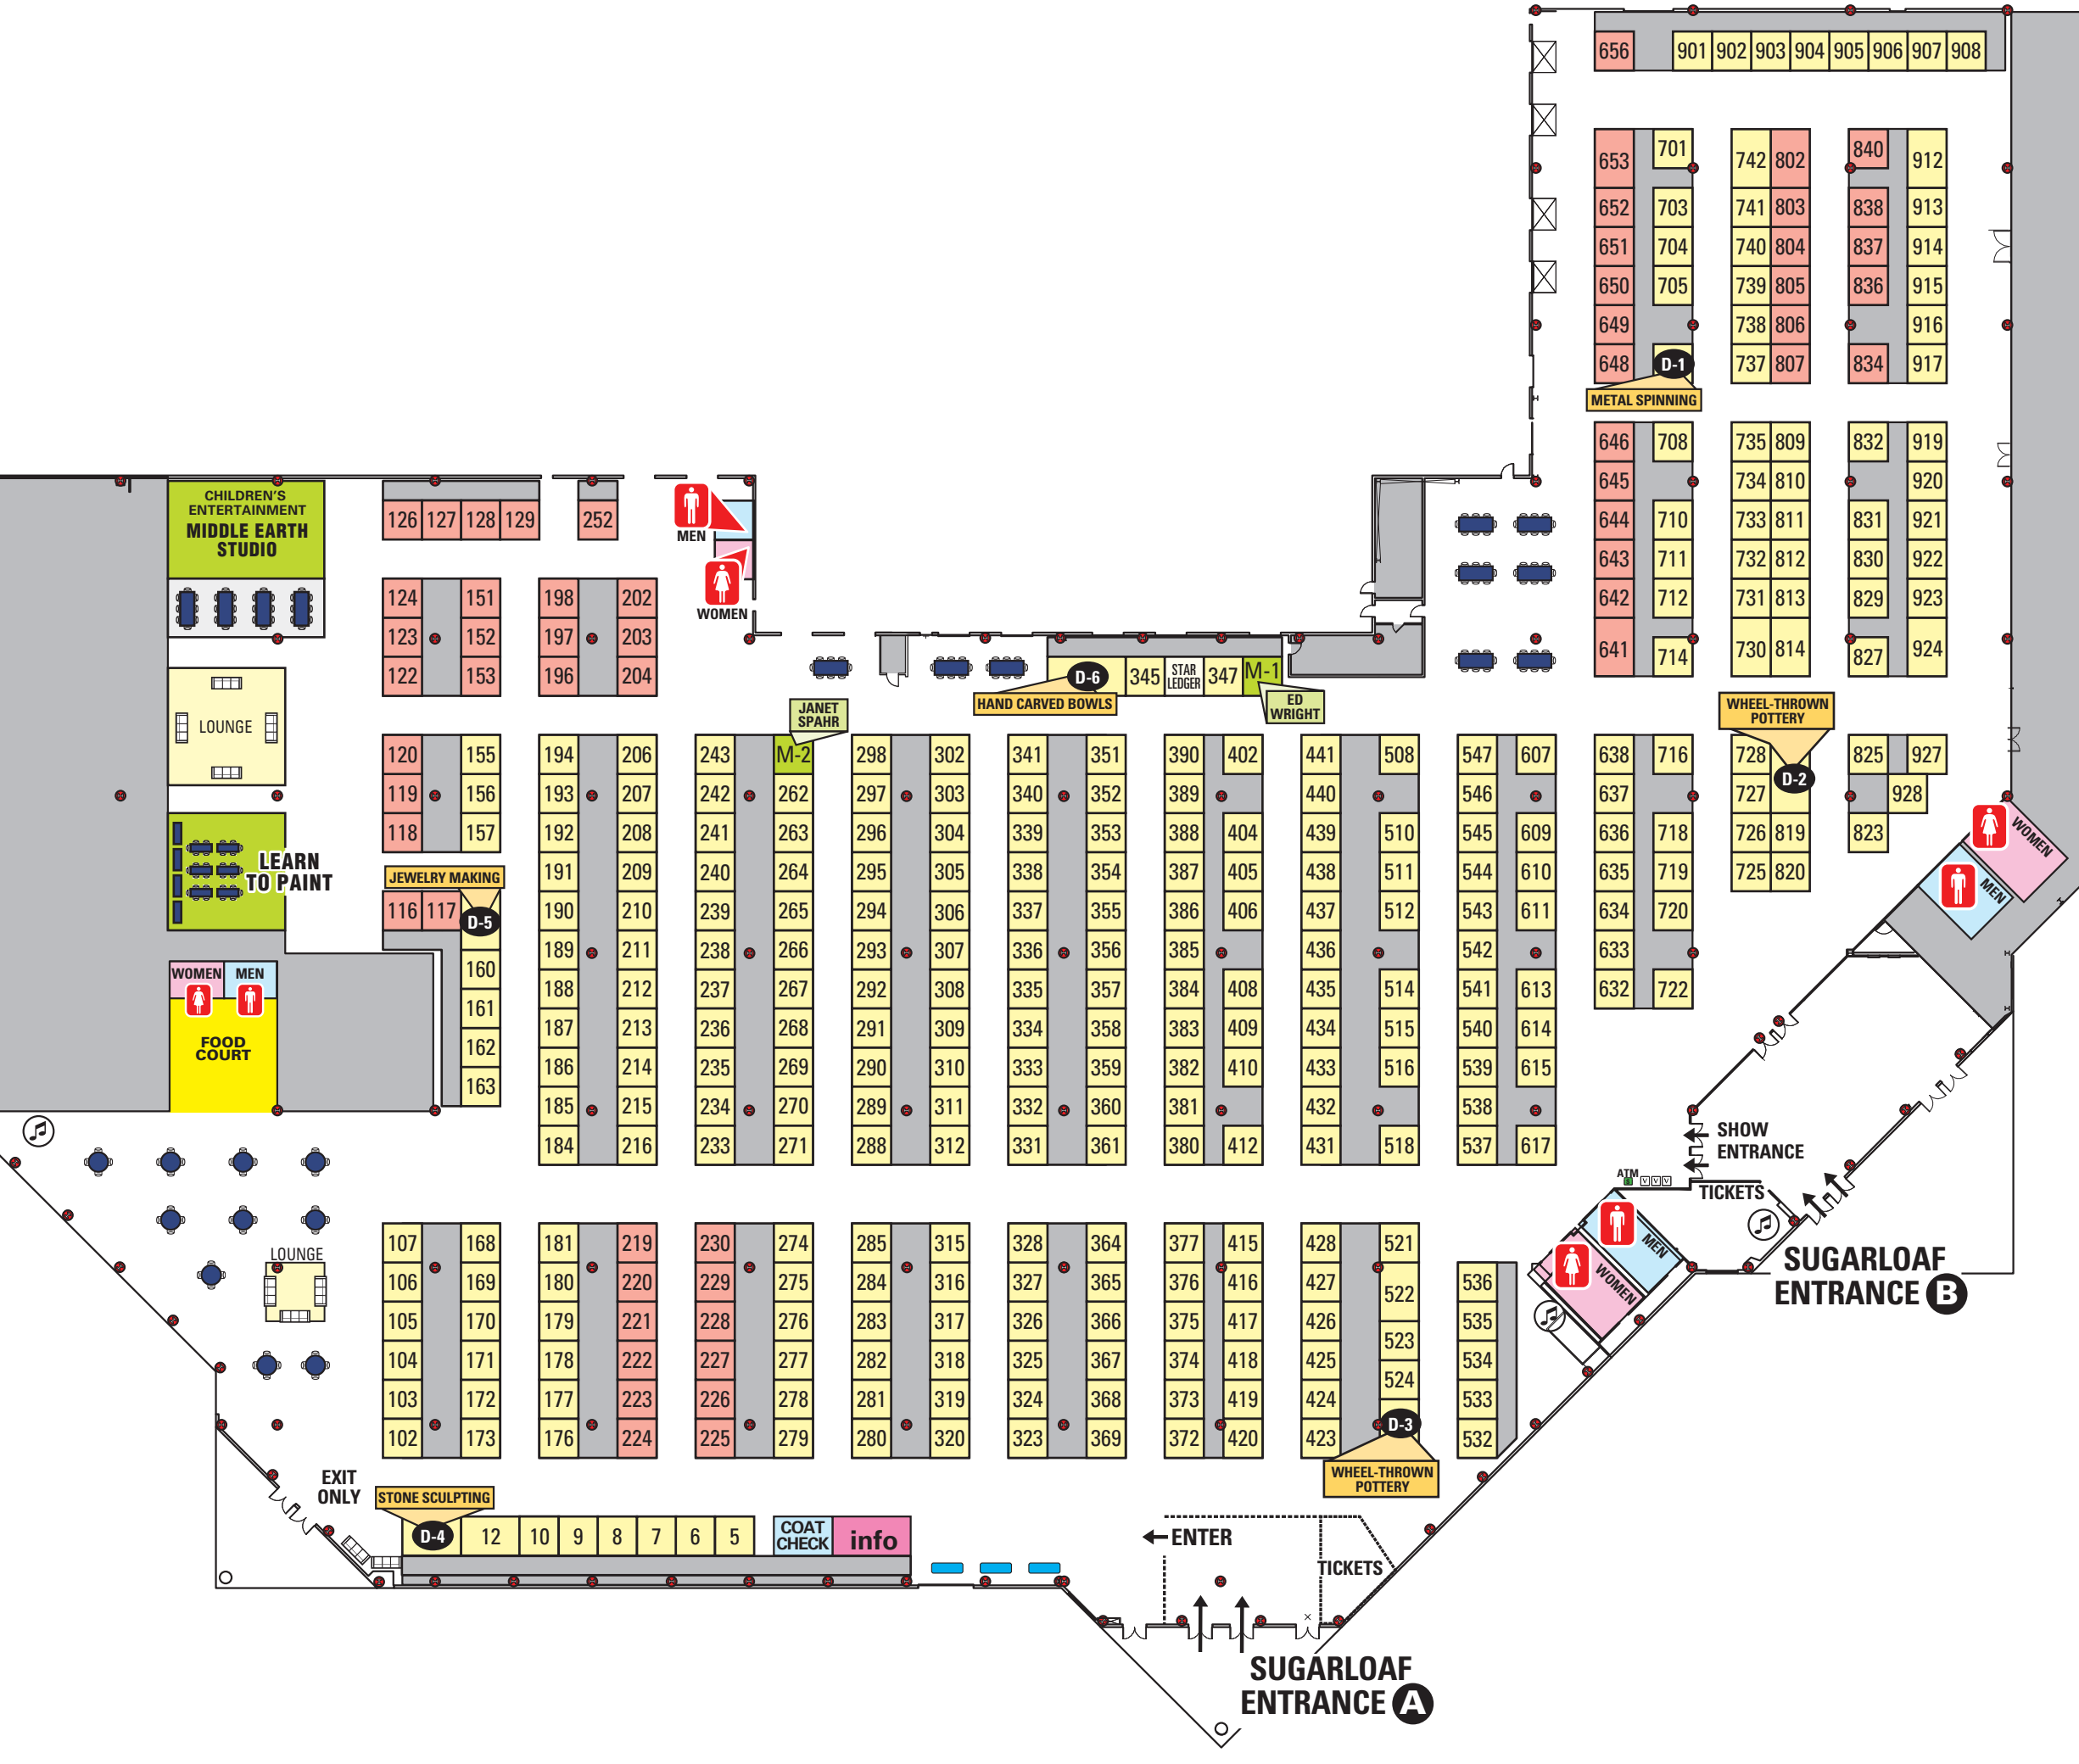 656 901 902 903 904 905 906 907 908
653 701 742 802 840 912
652 703 741 803 838 913
651 704 740 804 837 914
650 705 739 805 836 915
649 738 806 916
648 D-1 737 807 834 917
METAL SPINNING
646 708 735 809 832 919
645 734 810 920
644 710 733 811 831 921
643 711 732 812 830 922
642 712 731 813 829 923
641 714 730 814 827 924
CHILDREN'S
ENTERTAINMENT
MIDDLE EARTH
STUDIO
126 127 128 129 252
MEN
WOMEN
124 151 198 202
123 152 197 203
122 153 196 204
LOUNGE
D-6 345 STAR
LEDGER 347 M-1
HAND CARVED BOWLS
ED
WRIGHT
JANET
SPAHR
WHEEL-THROWN
POTTERY
120 155 194 206 243 M-2 298 302 341 351 390 402 441 508 547 607 638 716 728 825 927
119 156 193 207 242 262 297 303 340 352 389 440 546 637 727 D-2 928
118 157 192 208 241 263 296 304 339 353 388 404 439 510 545 609 636 718 726 819 823
LEARN
TO PAINT
JEWELRY MAKING
191 209 240 264 295 305 338 354 387 405 438 511 544 610 635 719 725 820
116 117 D-5 190 210 239 265 294 306 337 355 386 406 437 512 543 611 634 720
189 211 238 266 293 307 336 356 385 436 542 633
160 188 212 237 267 292 308 335 357 384 408 435 514 541 613 632 722
161 187 213 236 268 291 309 334 358 383 409 434 515 540 614
162 186 214 235 269 290 310 333 359 382 410 433 516 539 615
163 185 215 234 270 289 311 332 360 381 432 538
184 216 233 271 288 312 331 361 380 412 431 518 537 617
WOMEN MEN
FOOD
COURT
WOMEN
MEN
SHOW
ENTRANCE
ATM
$ V V V
TICKETS
MEN
WOMEN
SUGARLOAF
ENTRANCE B
LOUNGE
107 168 181 219 230 274 285 315 328 364 377 415 428 521
106 169 180 220 229 275 284 316 327 365 376 416 427 522 536
105 170 179 221 228 276 283 317 326 366 375 417 426 523 535
104 171 178 222 227 277 282 318 325 367 374 418 425 524 534
103 172 177 223 226 278 281 319 324 368 373 419 424 533
102 173 176 224 225 279 280 320 323 369 372 420 423 D-3 532
WHEEL-THROWN
POTTERY
EXIT
ONLY
STONE SCULPTING
D-4 12 10 9 8 7 6 5 COAT
CHECK info
ENTER
TICKETS
SUGARLOAF
ENTRANCE A